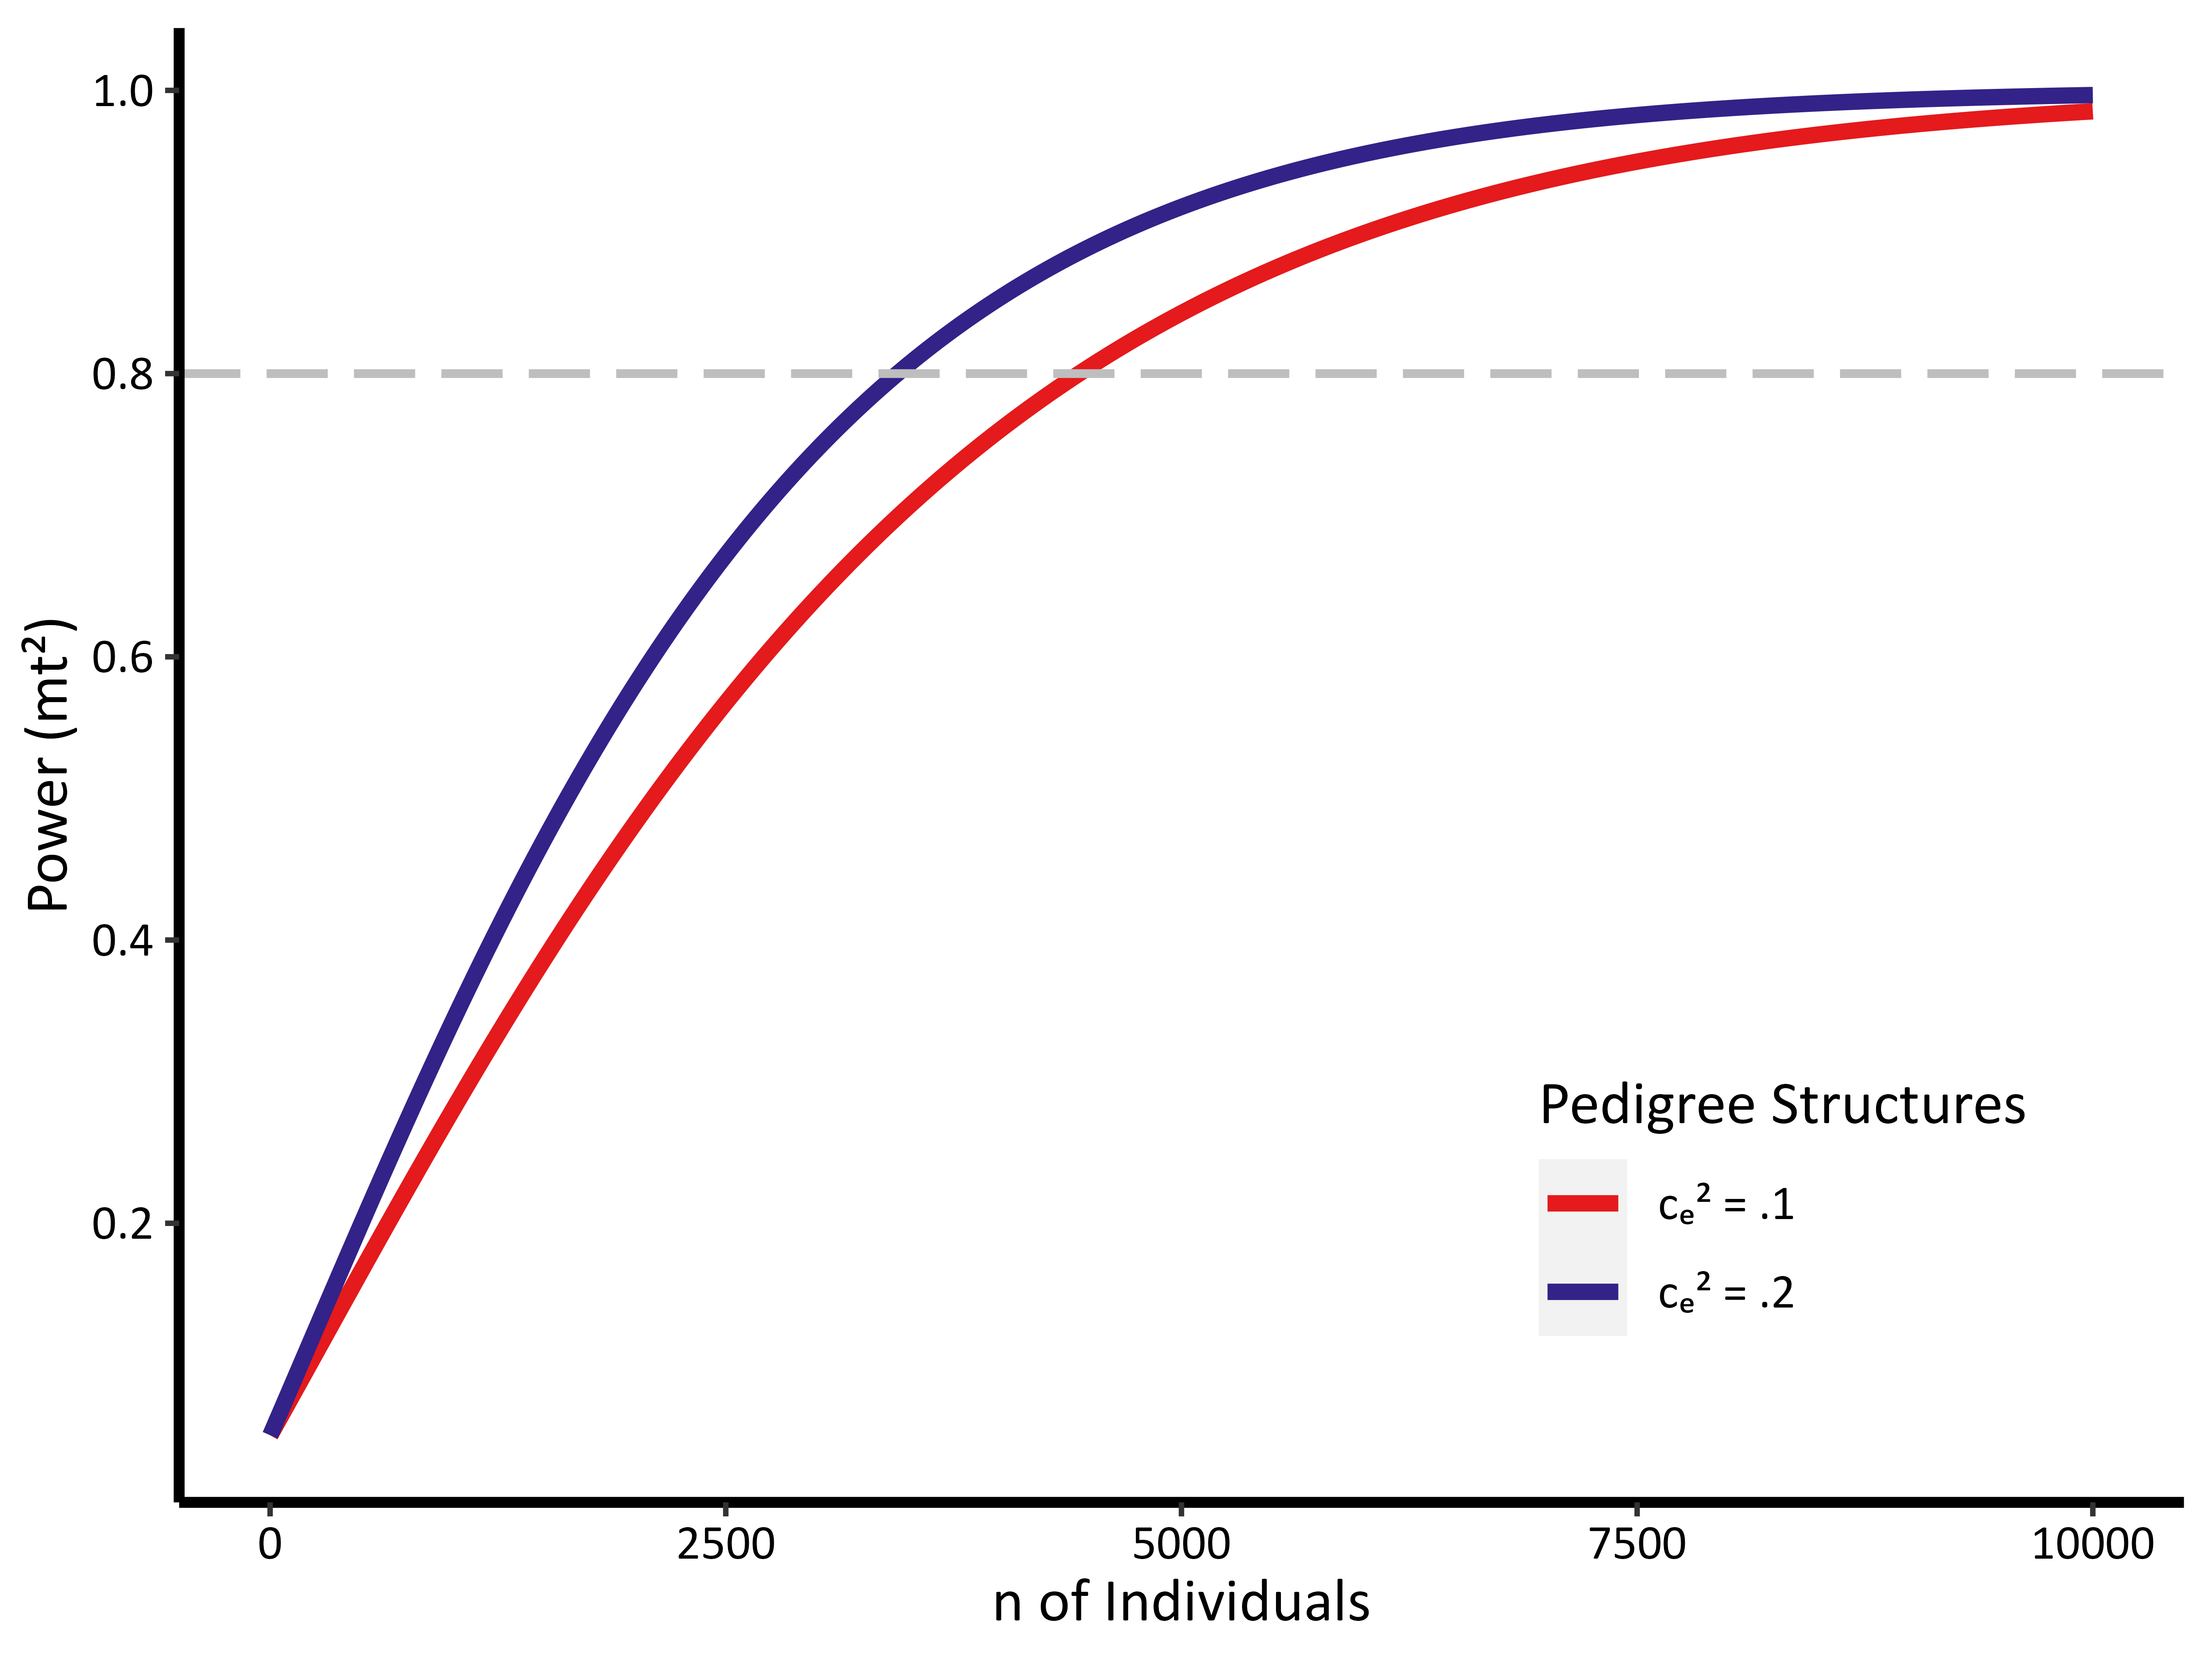 Power (mt²)
1.0
0.8
0.6
0.4
0.2
0
2500
5000
7500
10000
n of Individuals
Pedigree Structures
cₑ² = .1
cₑ² = .2